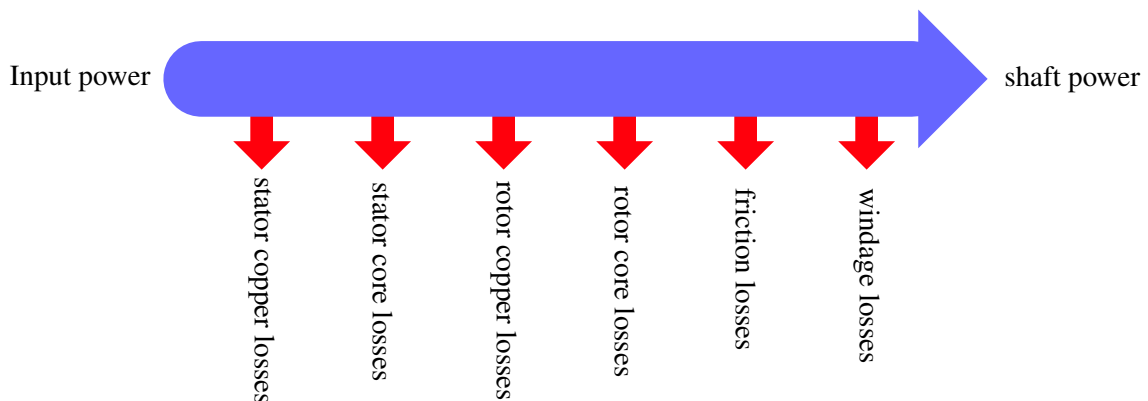 Input power
shaft power
stator copper losses
stator core losses
rotor copper losses
rotor core losses
friction losses
windage losses